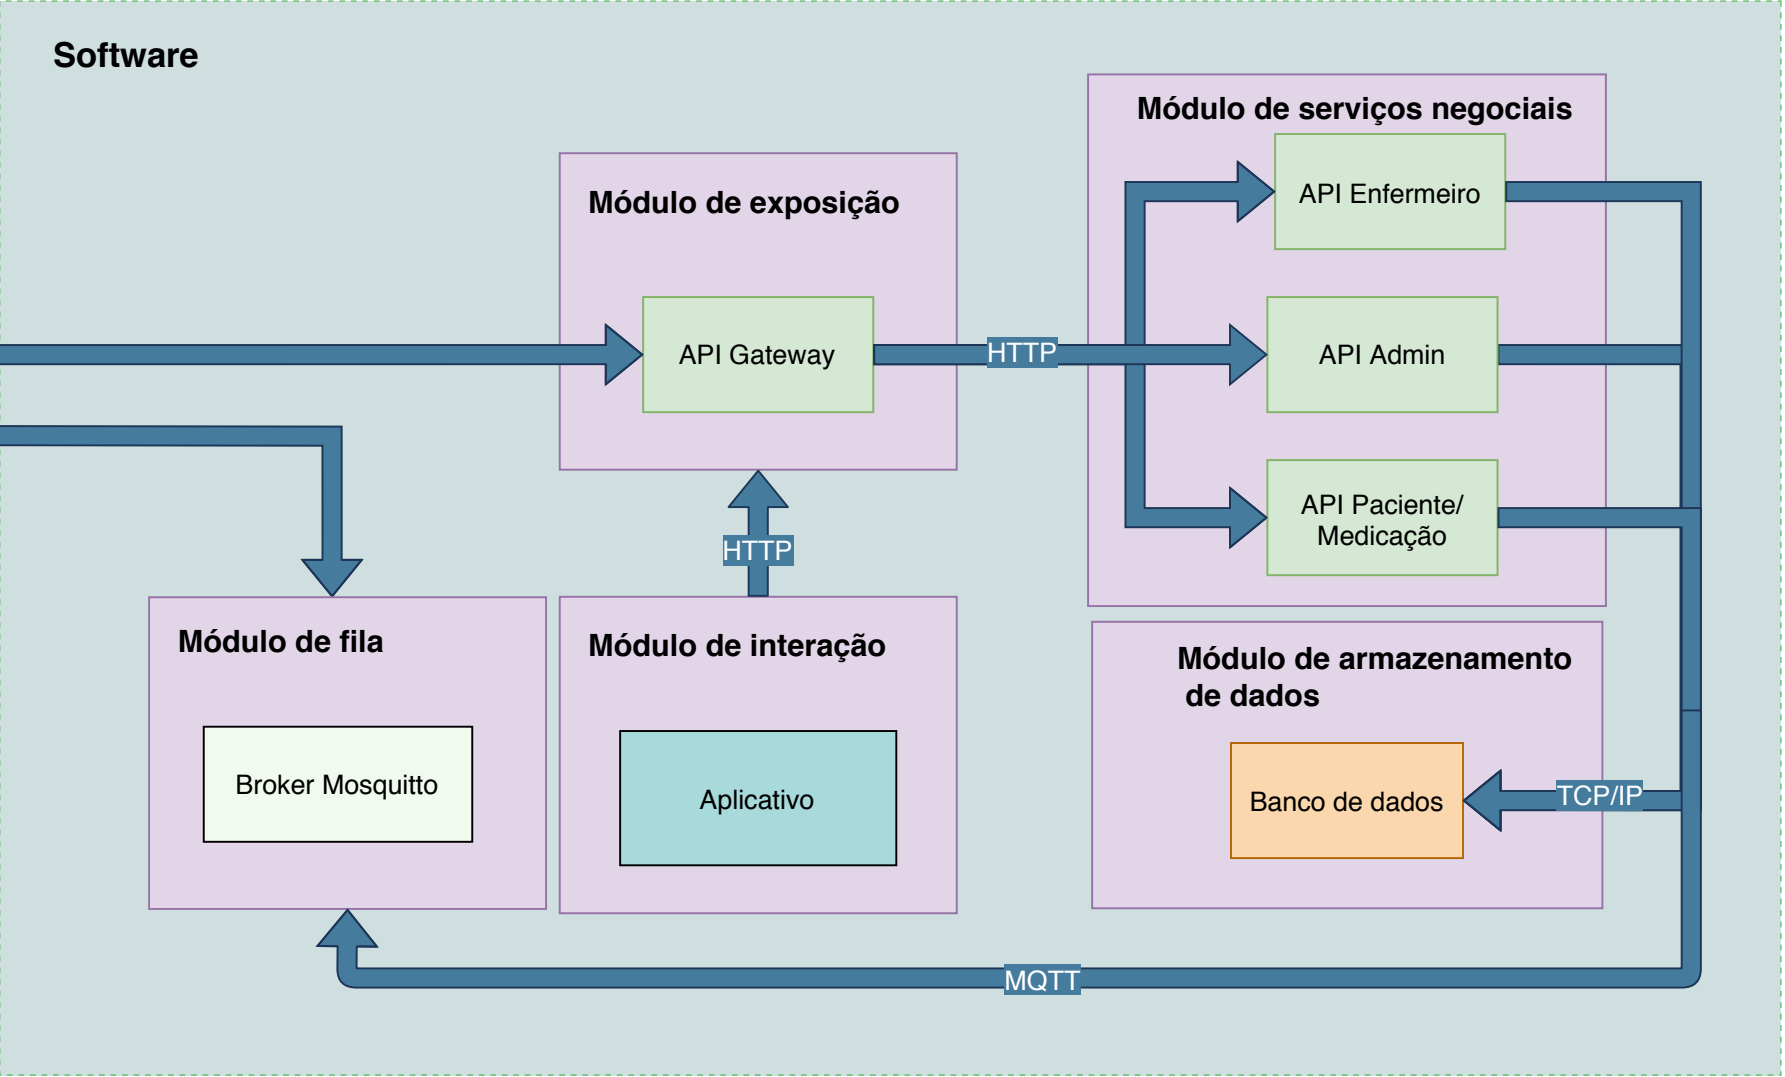 Software
Módulo de serviços negociais
API Enfermeiro
Módulo de exposição
API Gateway
HTTP
API Admin
API Paciente/
Medicação
HTTP
Módulo de fila
Broker Mosquitto
Módulo de interação
Aplicativo
Módulo de armazenamento
de dados
Banco de dados
TCP/IP
MQTT